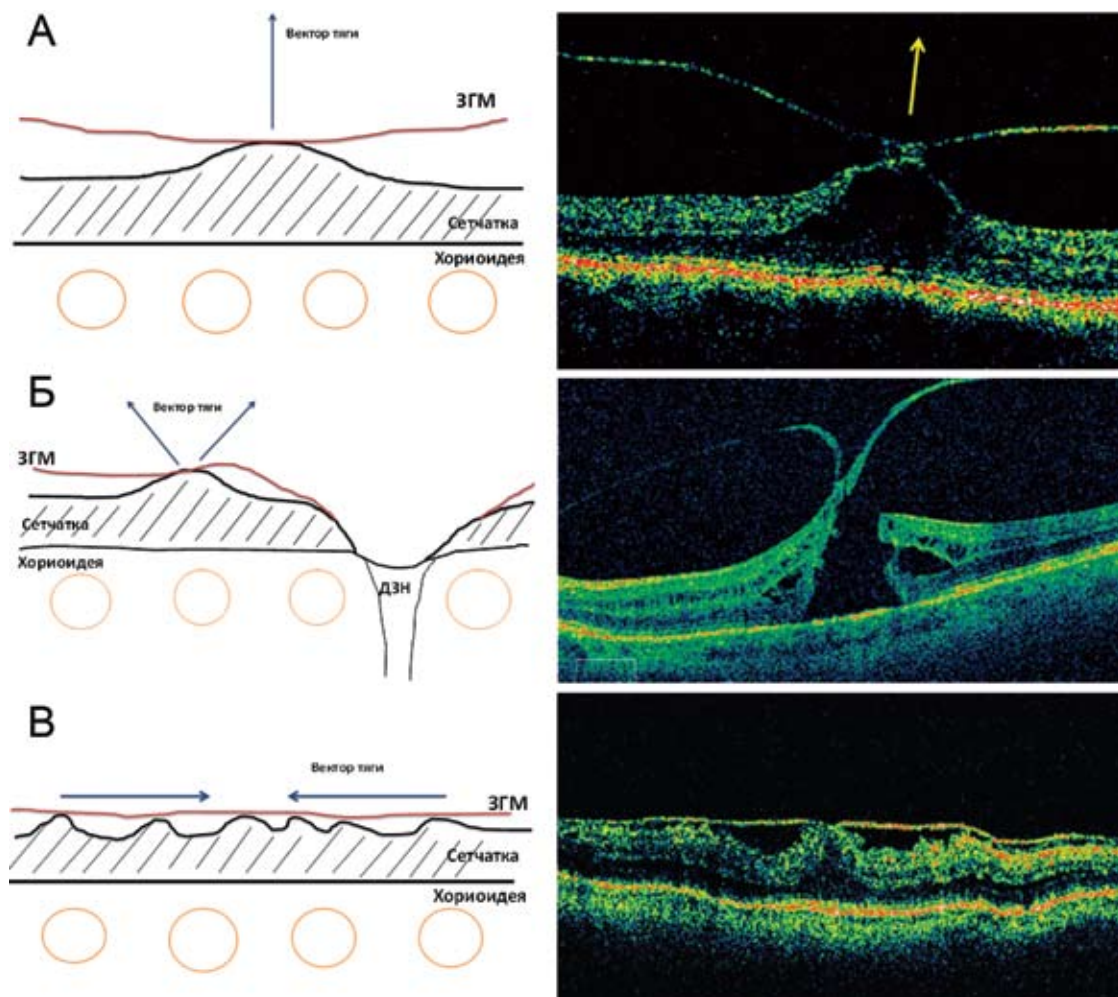 А
Вектор тяги
ЗГМ
Сетчатка
Хориоидея
Б
Вектор тяги
ЗГМ
Сетчатка
Хориоидея
ДЗН
В
Вектор тяги
ЗГМ
Сетчатка
Хориоидея